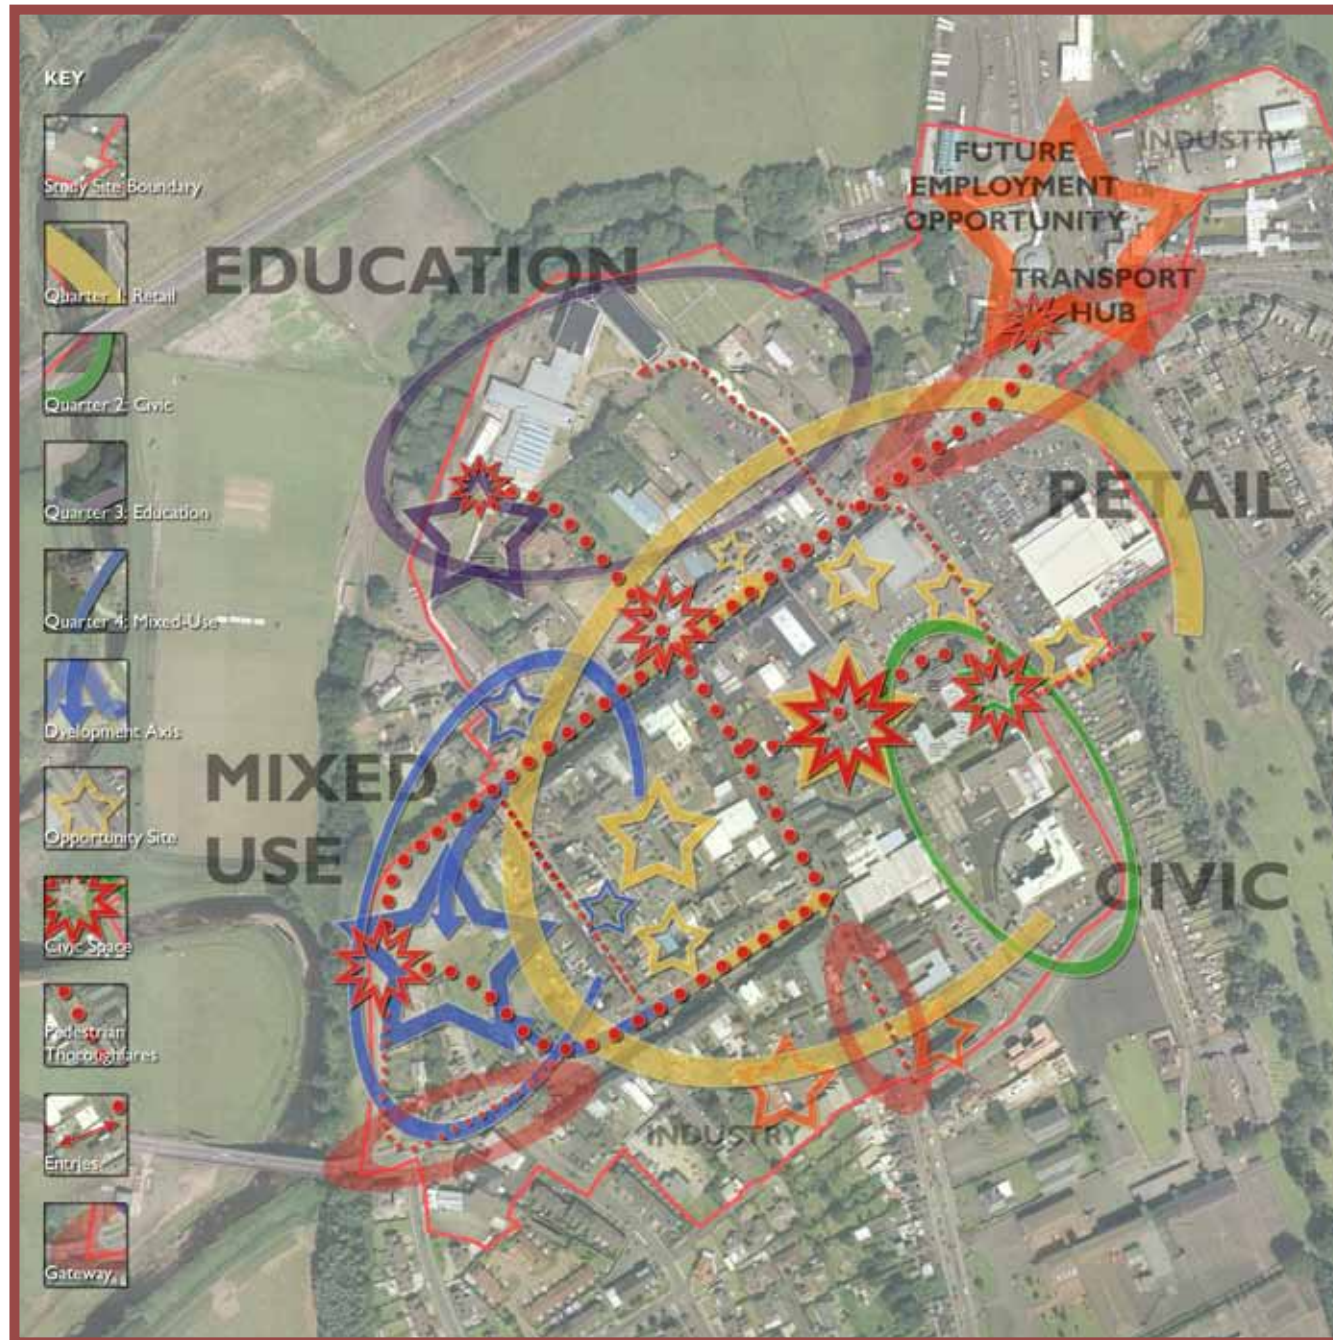 KEY
Study Site Boundary
Quarter 1: Retail
Quarter 2: Civic
Quarter 3: Education
Quarter 4: Mixed-Use
Dvelopment Axis
Opportunity Site
Civic Space
Pedestrian
Thoroughfares
Entries
Gateway
EDUCATION
FUTURE
EMPLOYMENT
OPPORTUNITY
INDUSTRY
TRANSPORT
HUB
RETAIL
MIXED
USE
CIVIC
INDUSTRY